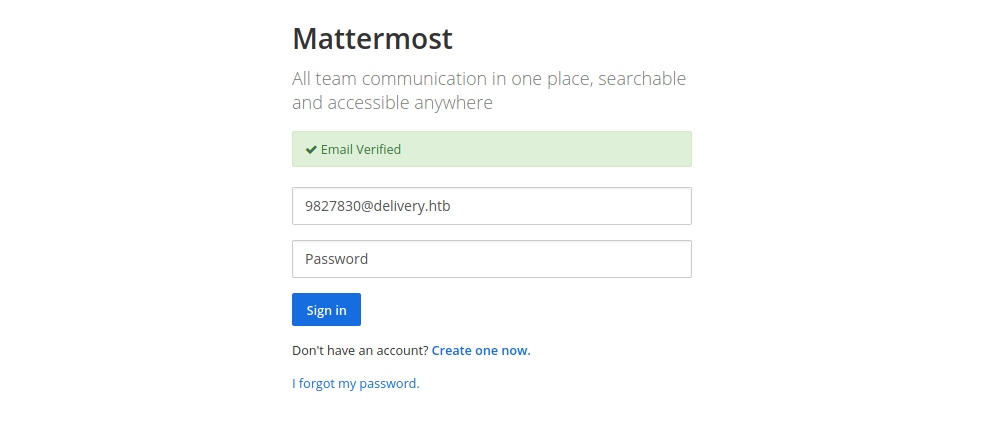 Mattermost
All team communication in one place, searchable
and accessible anywhere
✔ Email Verified
9827830@delivery.htb
Password
Sign in
Don't have an account? Create one now.
I forgot my password.